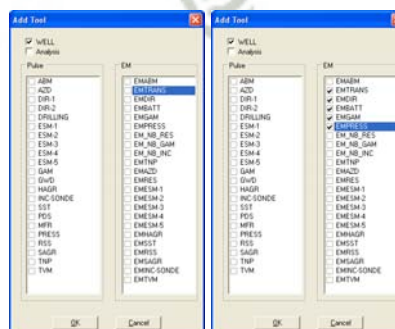 Add Tool
WELL
Analysis
Pulse
ABM
AZD
DIR-1
DIR-2
DRILLING
ESM-1
ESM-2
ESM-3
ESM-4
ESM-5
GAM
GWD
HAGR
INC-SONDE
SST
PDS
MFR
PRESS
RSS
SAGR
TNP
TVM
EM
EMABM
EMTRANS
EMDIR
EMBATT
EMGAM
EMPRESS
EM_NB_RES
EM_NB_GAM
EM_NB_INC
EMTNP
EMAZD
EMRES
EMESM-1
EMESM-2
EMESM-3
EMESM-4
EMESM-5
EMHAGR
EMSST
EMRSS
EMSAGR
EMINC-SONDE
EMTVM
OK
Cancel
Add Tool
WELL
Analysis
Pulse
ABM
AZD
DIR-1
DIR-2
DRILLING
ESM-1
ESM-2
ESM-3
ESM-4
ESM-5
GAM
GWD
HAGR
INC-SONDE
SST
PDS
MFR
PRESS
RSS
SAGR
TNP
TVM
EM
EMABM
EMTRANS
EMDIR
EMBATT
EMGAM
EMPRESS
EM_NB_RES
EM_NB_GAM
EM_NB_INC
EMTNP
EMAZD
EMRES
EMESM-1
EMESM-2
EMESM-3
EMESM-4
EMESM-5
EMHAGR
EMSST
EMRSS
EMSAGR
EMINC-SONDE
EMTVM
OK
Cancel